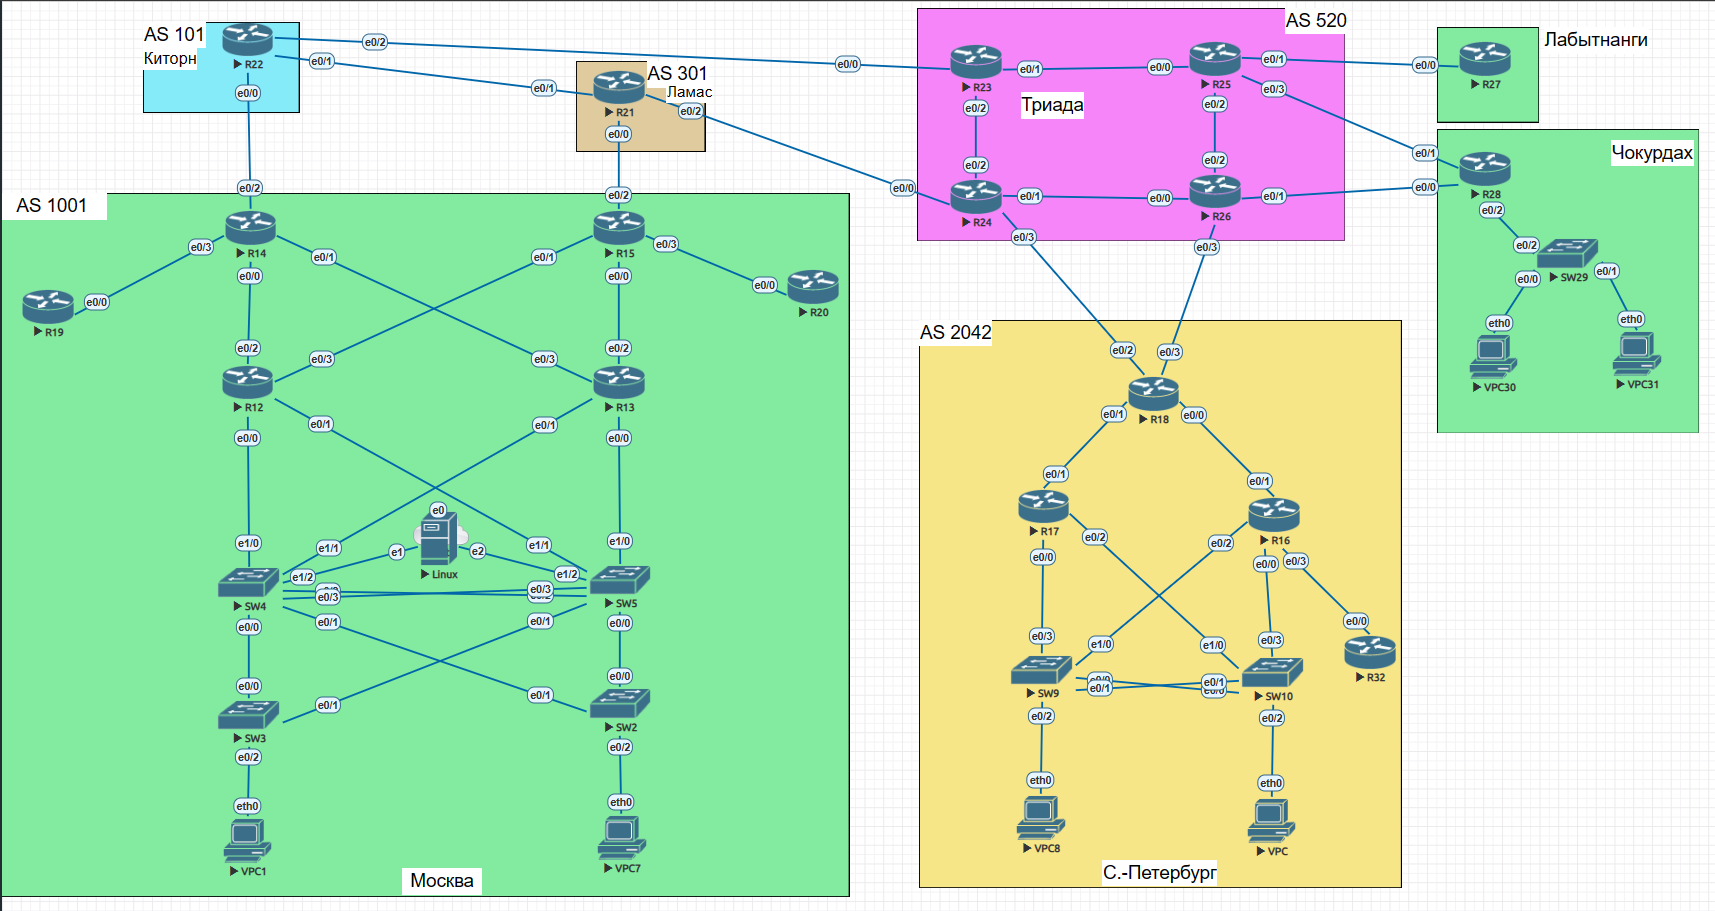 AS 101
Киторн
R22
e0/2
e0/1
e0/0
AS 301
Ламас
R21
e0/1
e0/2
e0/0
AS 520
Триада
e0/0
R23
e0/1
e0/2
e0/0
R25
e0/1
e0/3
e0/2
e0/2
e0/0
R24
e0/1
e0/3
e0/2
e0/0
R26
e0/1
e0/3
Лабытнанги
e0/0
R27
Чокурдах
e0/1
e0/0
R28
e0/2
e0/2
SW29
e0/0
e0/1
eth0
eth0
VPC30
VPC31
AS 1001
e0/2
R14
e0/3
e0/1
e0/0
e0/0
R19
e0/2
R15
e0/1
e0/3
e0/0
e0/0
R20
e0/2
e0/3
R12
e0/1
e0/0
e0/3
e0/2
R13
e0/1
e0/0
e0
e1
e2
Linux
e1/0
e1/1
e1/2
e0/3
SW4
e0/1
e0/0
e1/1
e1/0
e1/2
e0/3
SW5
e0/1
e0/0
e0/0
SW3
e0/1
e0/2
e0/0
e0/1
SW2
e0/2
eth0
VPC1
eth0
VPC7
Москва
AS 2042
e0/2
e0/3
R18
e0/1
e0/0
e0/1
R17
e0/2
e0/0
e0/1
R16
e0/2
e0/0
e0/3
e0/0
R32
e0/3
e1/0
SW9
e0/1
e0/2
e1/0
e0/3
e0/1
e0/0
SW10
e0/2
eth0
VPC8
eth0
VPC
С.-Петербург